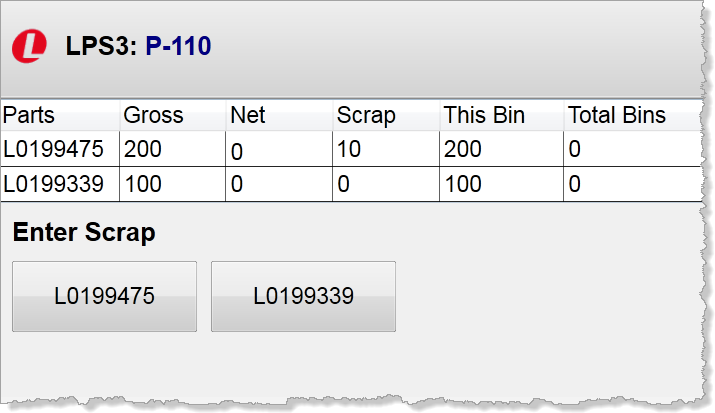 L LPS3: P-110
Parts Gross Net Scrap This Bin Total Bins
L0199475 200 0 10 200 0
L0199339 100 0 0 100 0
Enter Scrap
L0199475 L0199339